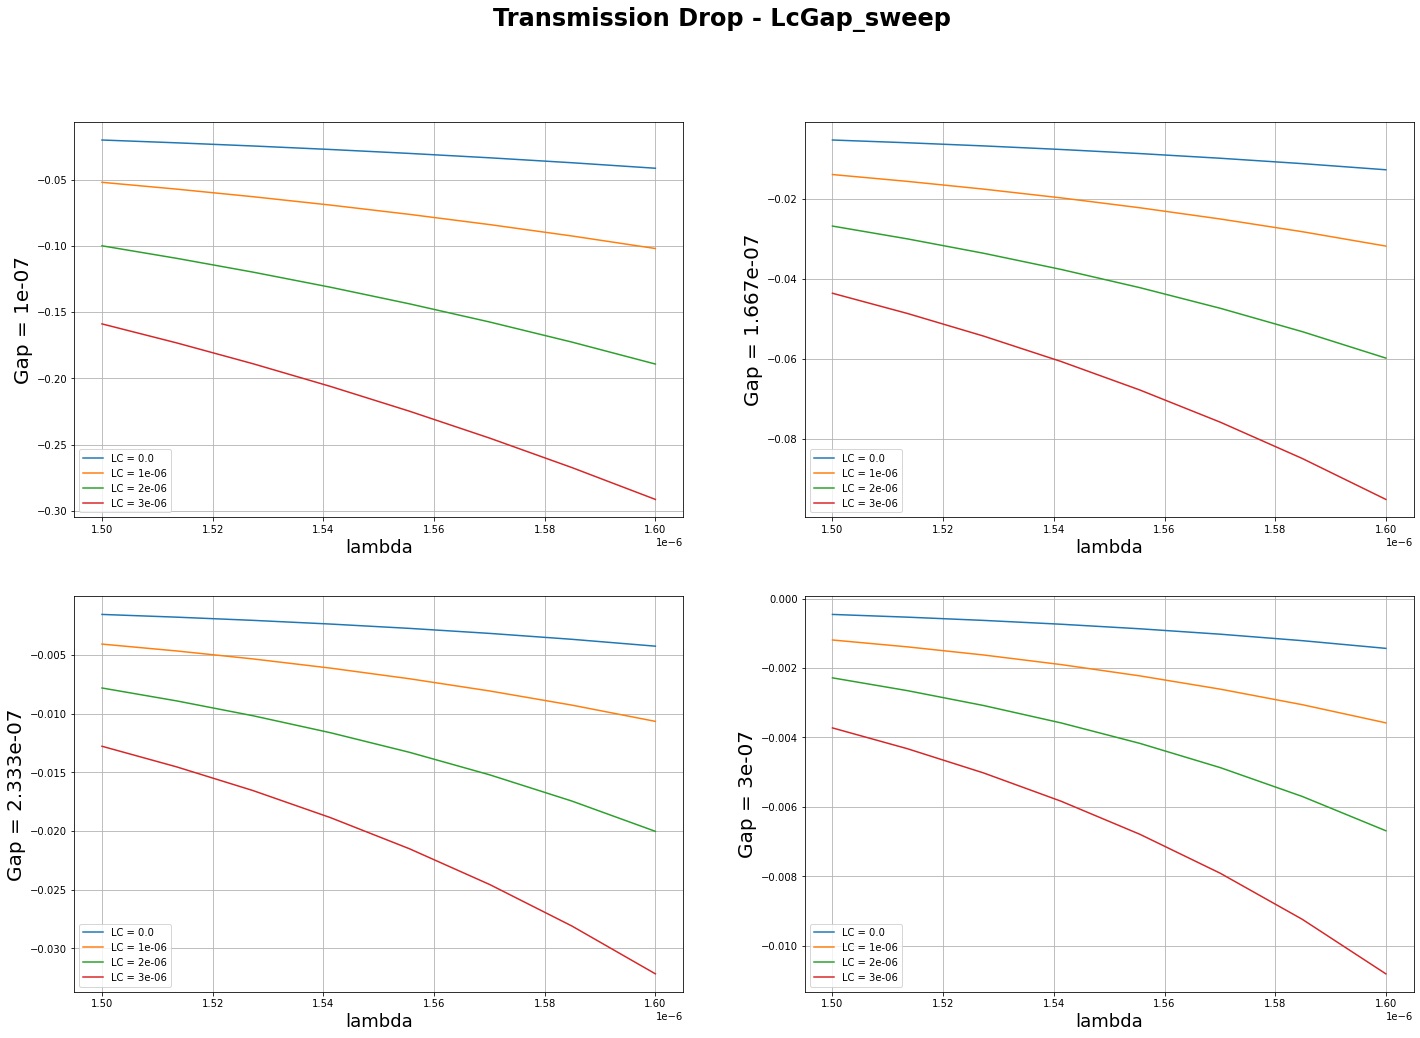 Transmission Drop - LcGap_sweep
Gap = 1e-07
−0.05
−0.10
−0.15
−0.20
−0.25
−0.30
LC = 0.0
LC = 1e-06
LC = 2e-06
LC = 3e-06
1.50 1.52 1.54 1.56 1.58 1.60
1e−6
lambda
Gap = 1.667e-07
−0.02
−0.04
−0.06
−0.08
LC = 0.0
LC = 1e-06
LC = 2e-06
LC = 3e-06
1.50 1.52 1.54 1.56 1.58 1.60
1e−6
lambda
Gap = 2.333e-07
−0.005
−0.010
−0.015
−0.020
−0.025
−0.030
LC = 0.0
LC = 1e-06
LC = 2e-06
LC = 3e-06
1.50 1.52 1.54 1.56 1.58 1.60
1e−6
lambda
Gap = 3e-07
0.000
−0.002
−0.004
−0.006
−0.008
−0.010
LC = 0.0
LC = 1e-06
LC = 2e-06
LC = 3e-06
1.50 1.52 1.54 1.56 1.58 1.60
1e−6
lambda